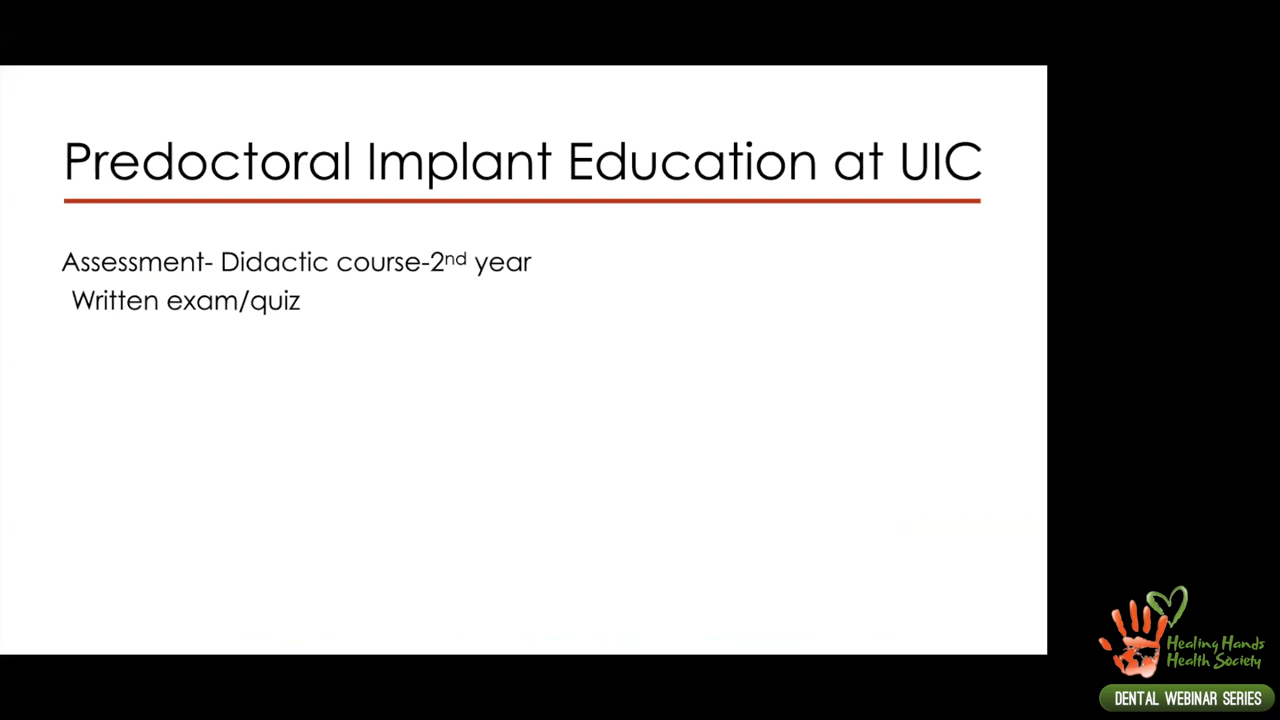 Predoctoral Implant Education at UIC
Assessment- Didactic course-2nd year
Written exam/quiz
Healing Hands
Health Society
DENTAL WEBINAR SERIES